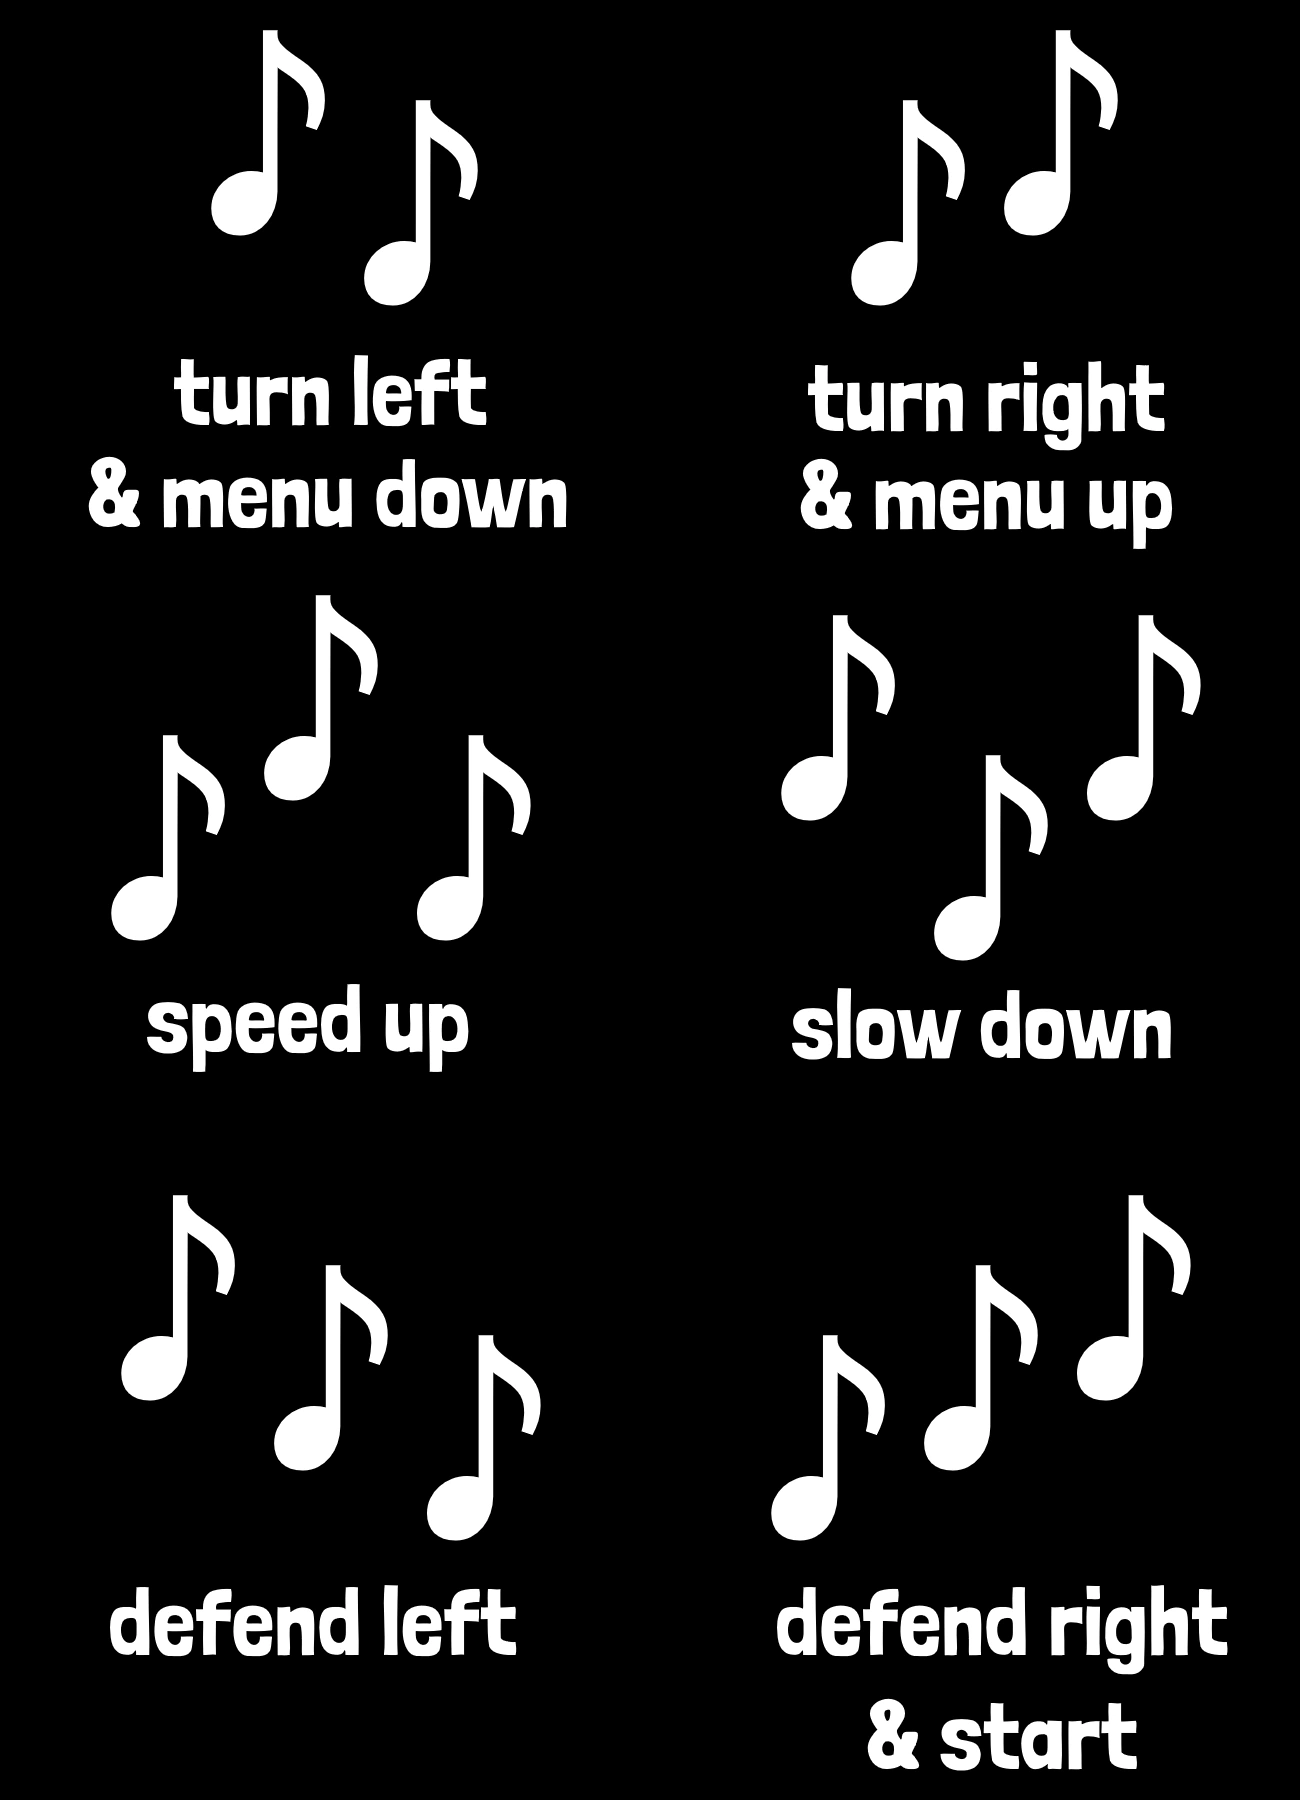 turn left
& menu down
turn right
& menu up
speed up
slow down
defend left
defend right
& start